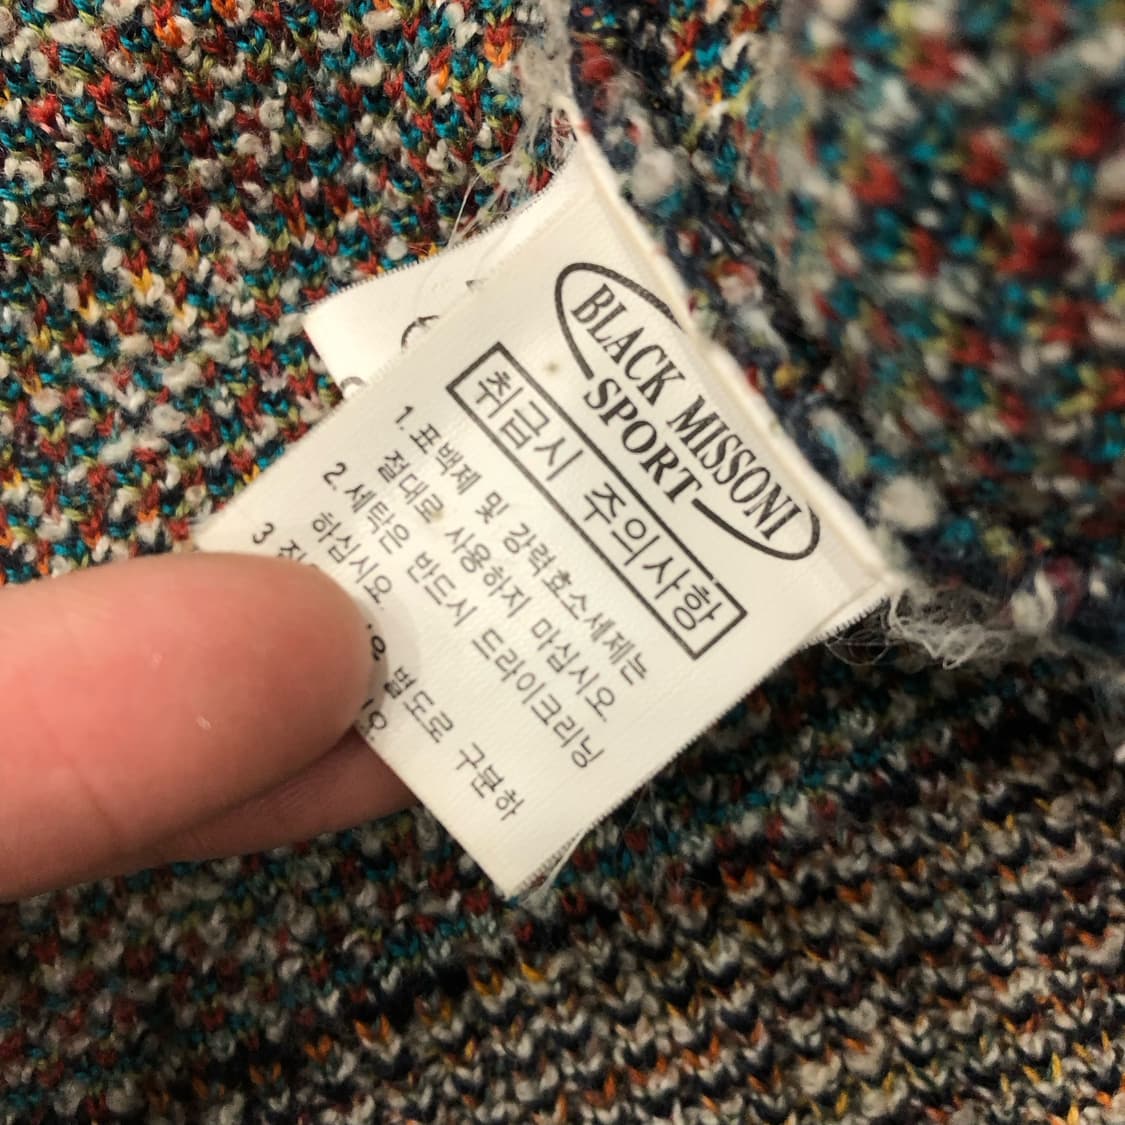 BLACK MISSONI
SPORT
취급시 주의사항
1. 표백제 및 강력효소세제는
절대로 사용하지 마십시오.
2. 세탁은 반드시 드라이크리닝
하십시오.
3 별도로 구분하